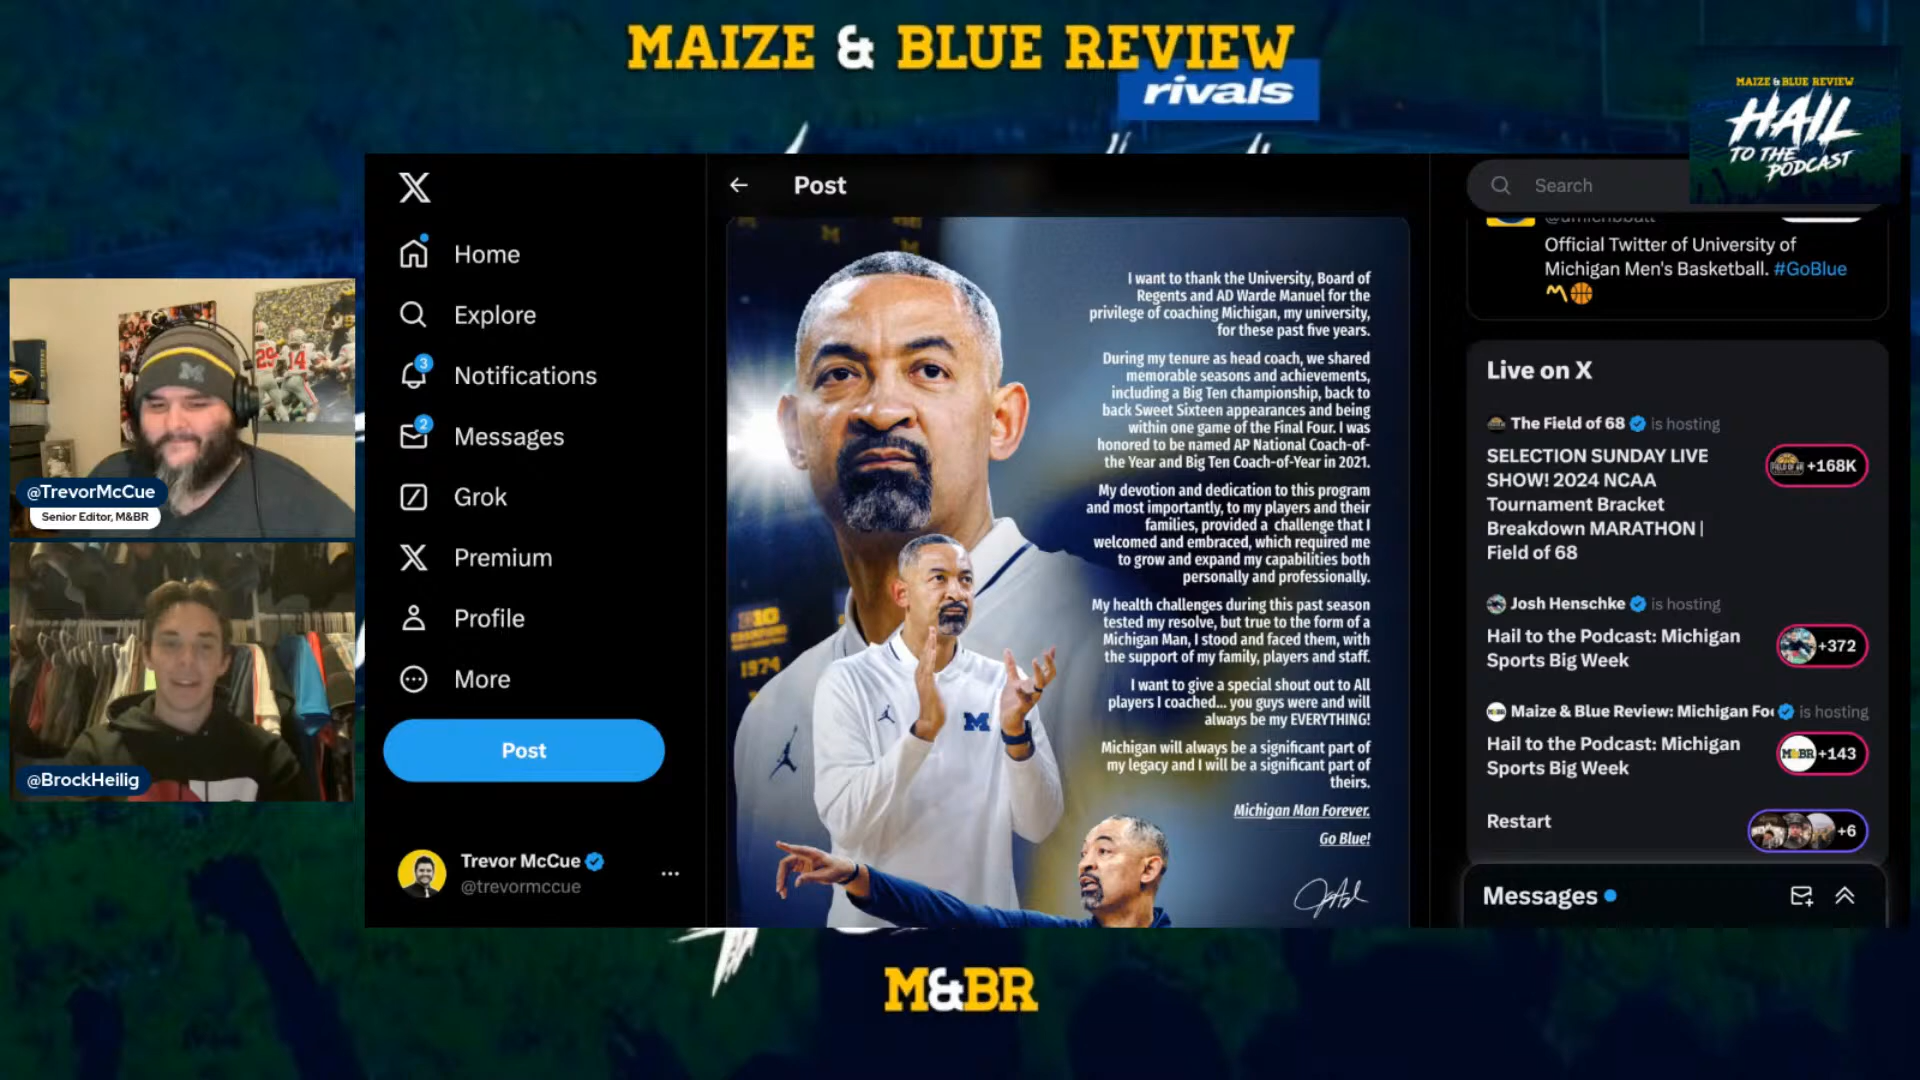 MAIZE & BLUE REVIEW
rivals
MAIZE & BLUE REVIEW
HAIL
TO THE
PODCAST
X
Home
Explore
3
Notifications
2
Messages
Grok
Premium
Profile
More
Post
Trevor McCue
@trevormccue
@TrevorMcCue
Senior Editor, M&BR
@BrockHeilig
Post
I want to thank the University, Board of
Regents and AD Warde Manuel for the
privilege of coaching Michigan, my university,
for these past five years.
During my tenure as head coach, we shared
memorable seasons and achievements,
including a Big Ten championship, back to
back Sweet Sixteen appearances and being
within one game of the Final Four. I was
honored to be named AP National Coach-of-
the Year and Big Ten Coach-of-Year in 2021.
My devotion and dedication to this program
and most importantly, to my players and their
families, provided a challenge that I
welcomed and embraced, which required me
to grow and expand my capabilities both
personally and professionally.
My health challenges during this past season
tested my resolve, but true to the form of a
Michigan Man, I stood and faced them, with
the support of my family, players and staff.
I want to give a special shout out to All
players I coached... you guys were and will
always be my EVERYTHING!
Michigan will always be a significant part of
my legacy and I will be a significant part of
theirs.
Michigan Man Forever.
Go Blue!
B1G
CHAMPIONS
1974
M
Search
@umichbball
Official Twitter of University of
Michigan Men's Basketball. #GoBlue
Live on X
The Field of 68 is hosting
SELECTION SUNDAY LIVE
SHOW! 2024 NCAA
Tournament Bracket
Breakdown MARATHON |
Field of 68
+168K
Josh Henschke is hosting
Hail to the Podcast: Michigan
Sports Big Week
+372
Maize & Blue Review: Michigan Foo is hosting
Hail to the Podcast: Michigan
Sports Big Week
M&BR +143
Restart
+6
Messages
M&BR